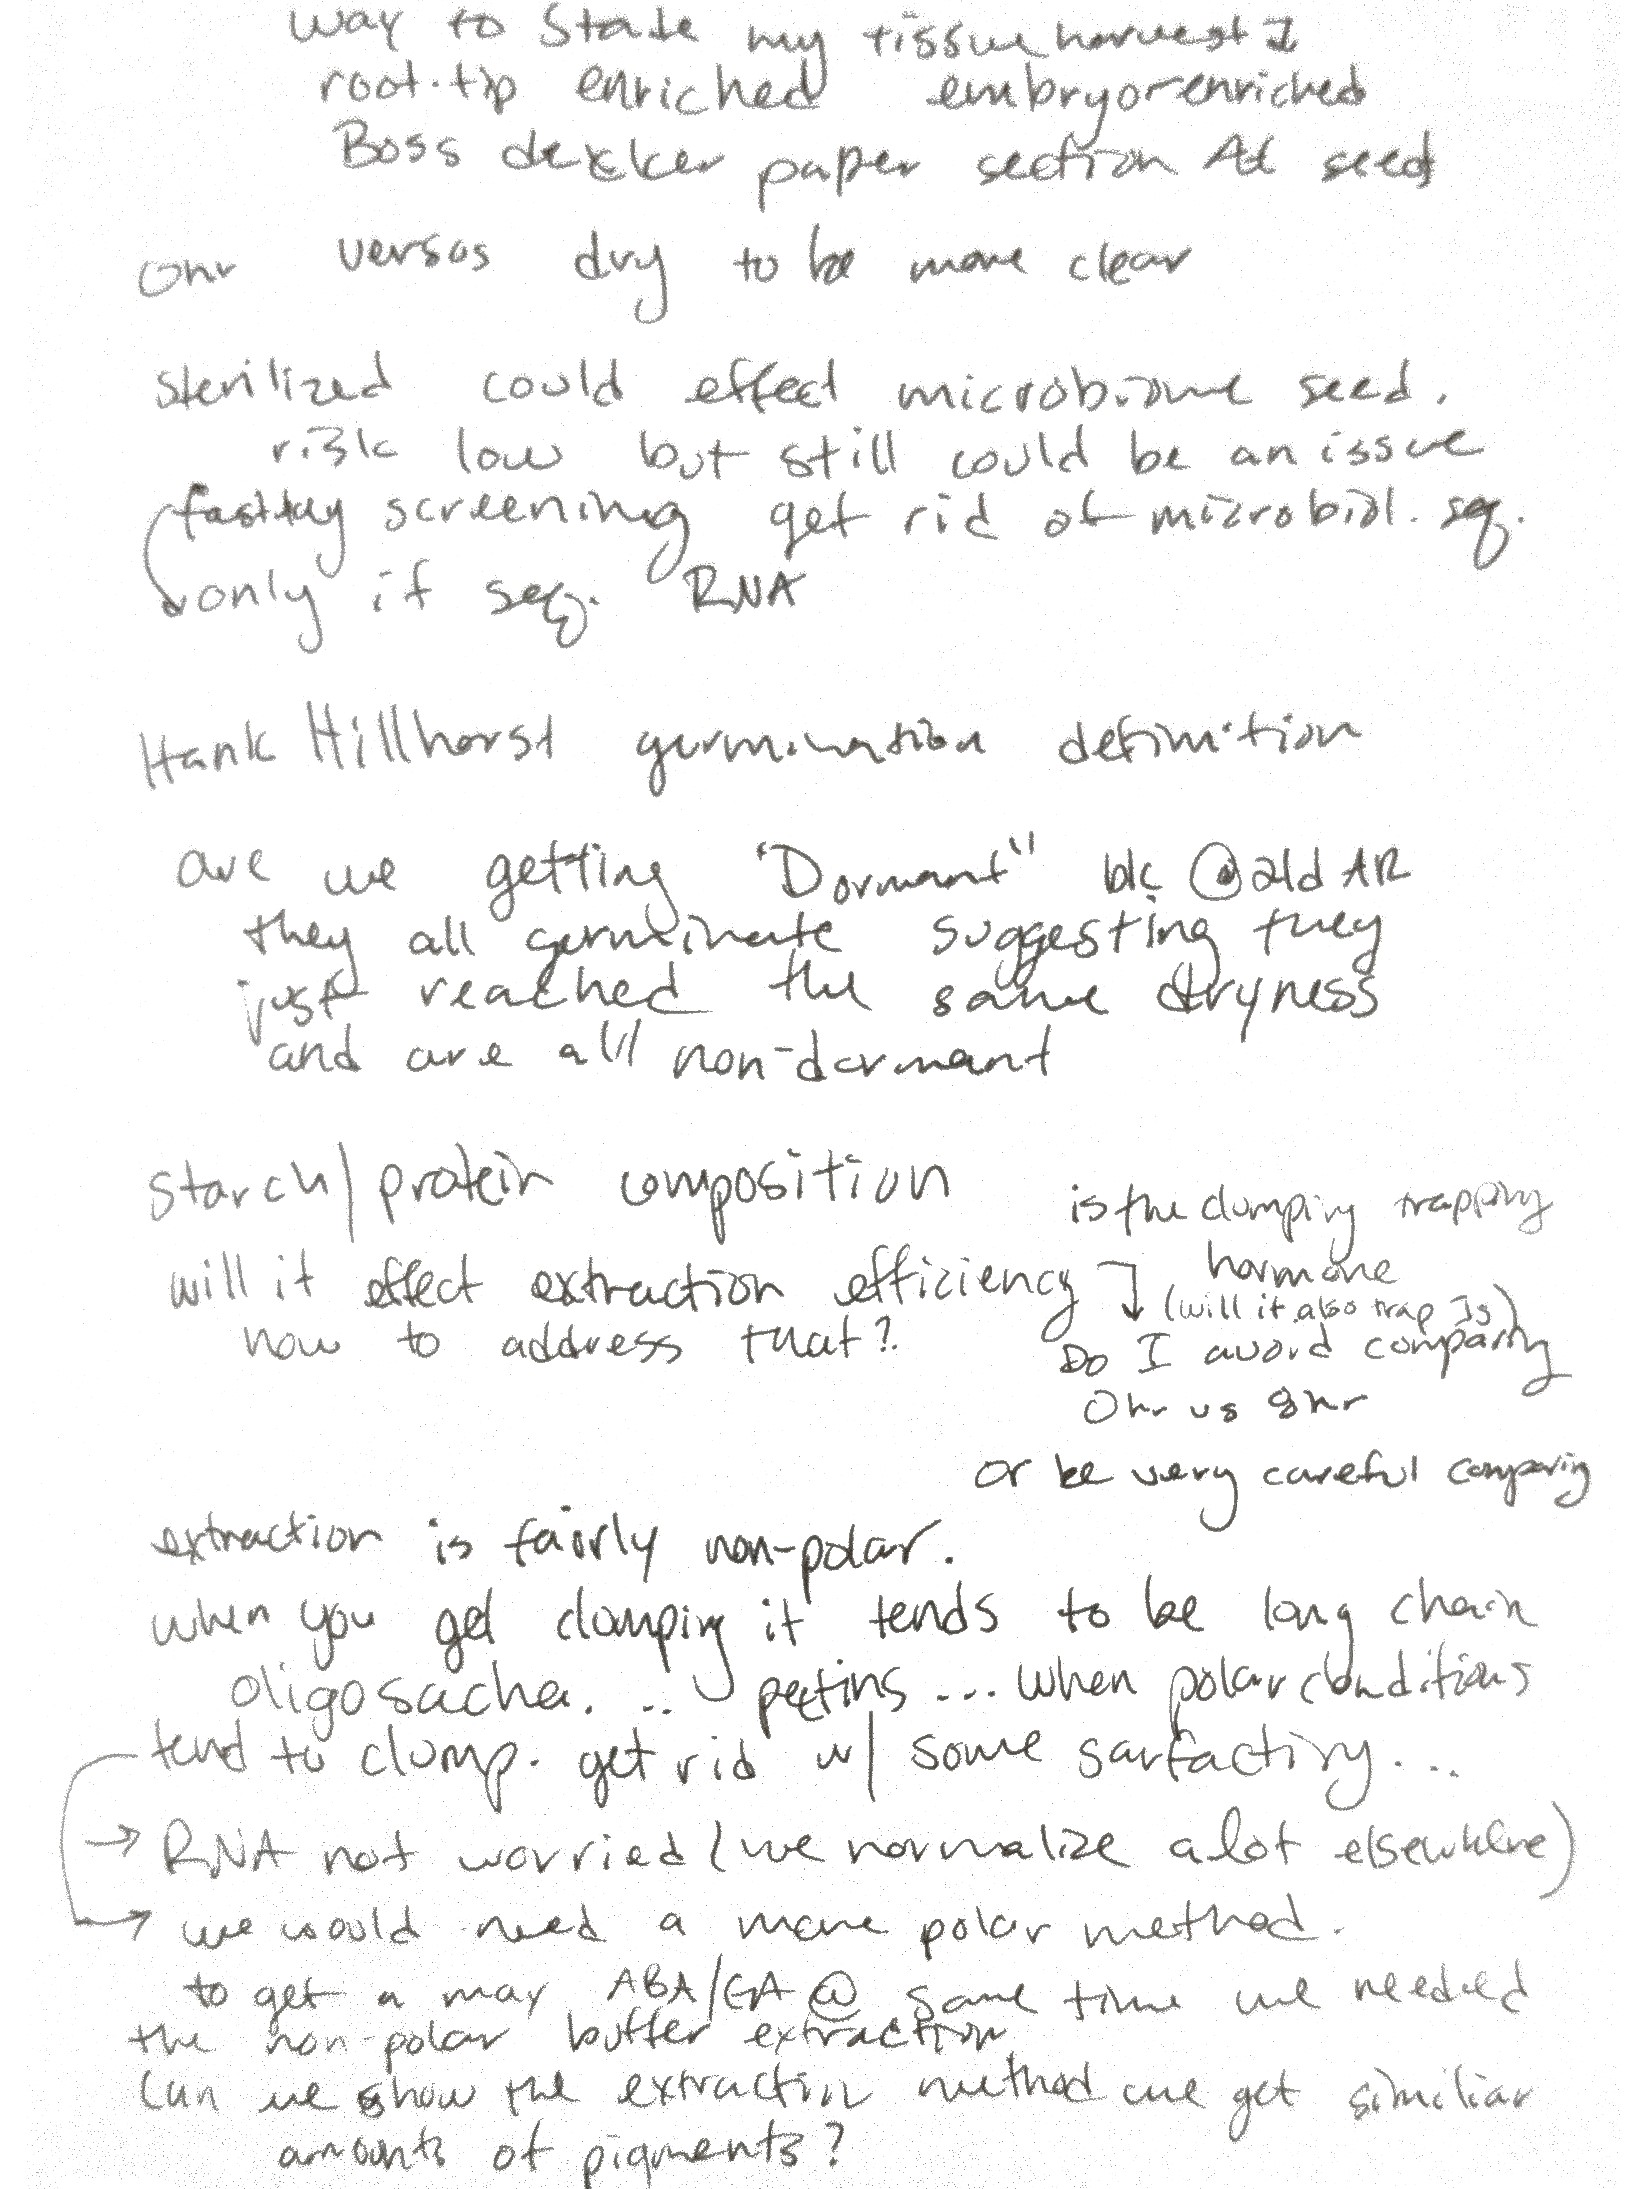 way to state my tissue harvest I
root-tip enriched embryo-enriched
Boss dekker paper section At seed
0hr versos dry to be more clear
sterilized could effect microbiome seed.
risk low but still could be an issue
screening get rid of microbial. seq.
only if seq. RNA
Hank Hillhorst germination definition
are we getting "Dormant" b/c @ old AR
they all germinate suggesting they
just reached the same dryness
and are all non-dormant
starch/protein composition
will it effect extraction efficiency
how to address that?
is the clumping trapping
hormone
(will it also trap Is)
Do I avoid comparing
0hr vs 8hr
or be very careful comparing
extraction is fairly non-polar.
when you get clumping it tends to be long chain
oligosacha... pectins... when polar conditions
tend to clump. get rid w/ some surfacting...
→ RNA not worried (we normalize alot elsewhere)
→ we would need a more polar method.
to get a max ABA/GA @ same time we needed
the non-polar buffer extraction
Can we show the extraction method we get similiar
amounts of pigments?